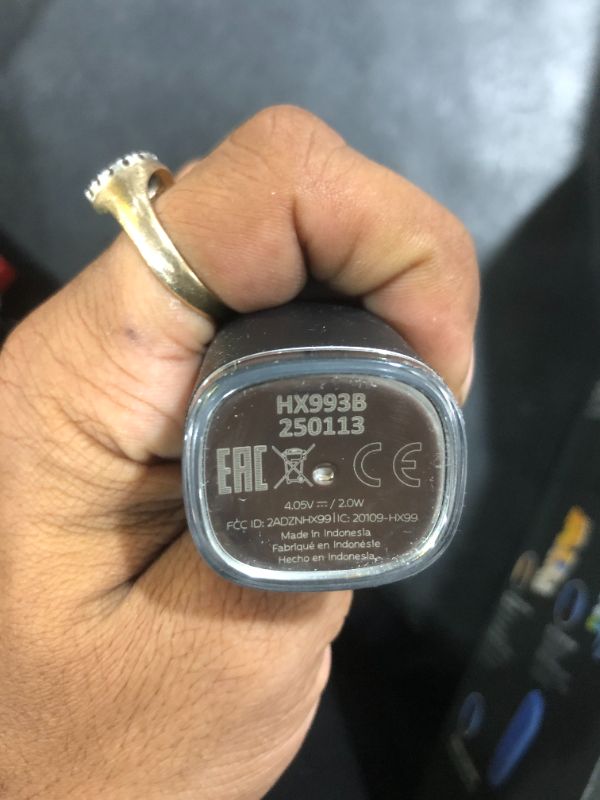 HX993B
250113
EAC CE
4.05V ⎓ / 2.0W
FCC ID: 2ADZNHX99 | IC: 20109-HX99
Made in Indonesia
Fabriqué en Indonésie
Hecho en Indonesia